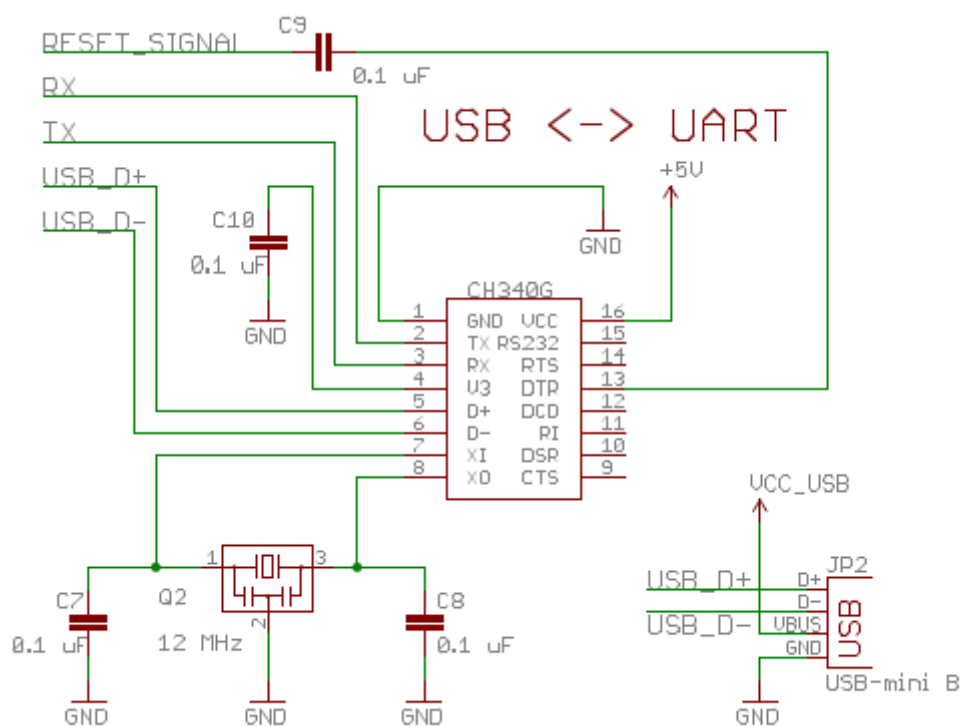 C9
RESET_SIGNAL
0.1 uF
RX
USB <-> UART
TX
+5V
USB_D+
USB_D-
C10
0.1 uF
GND
GND
CH340G
1 GND VCC 16
2 TX RS232 15
3 RX RTS 14
4 V3 DTR 13
5 D+ DCD 12
6 D- RI 11
7 XI DSR 10
8 XO CTS 9
VCC_USB
1 3
JP2
USB_D+ D+
C7 Q2 C8
D-
2
USB_D- VBUS
0.1 uF 12 MHz 0.1 uF
GND
USB
USB-mini B
GND GND GND GND